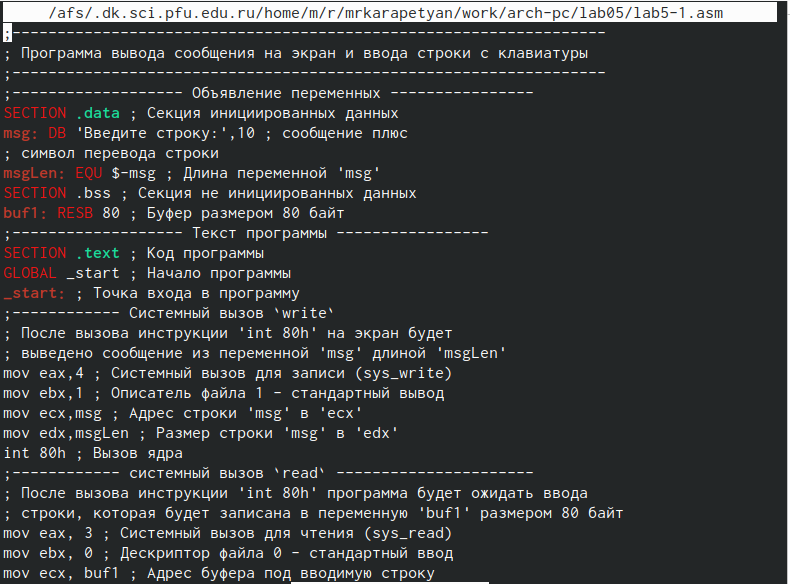 /afs/.dk.sci.pfu.edu.ru/home/m/r/mrkarapetyan/work/arch-pc/lab05/lab5-1.asm
;------------------------------------------------------------------
; Программа вывода сообщения на экран и ввода строки с клавиатуры
;------------------------------------------------------------------
;------------------- Объявление переменных ----------------
SECTION .data ; Секция инициированных данных
msg: DB 'Введите строку:',10 ; сообщение плюс
; символ перевода строки
msgLen: EQU $-msg ; Длина переменной 'msg'
SECTION .bss ; Секция не инициированных данных
buf1: RESB 80 ; Буфер размером 80 байт
;------------------- Текст программы -----------------
SECTION .text ; Код программы
GLOBAL _start ; Начало программы
_start: ; Точка входа в программу
;------------ Системный вызов `write`
; После вызова инструкции 'int 80h' на экран будет
; выведено сообщение из переменной 'msg' длиной 'msgLen'
mov eax,4 ; Системный вызов для записи (sys_write)
mov ebx,1 ; Описатель файла 1 - стандартный вывод
mov ecx,msg ; Адрес строки 'msg' в 'ecx'
mov edx,msgLen ; Размер строки 'msg' в 'edx'
int 80h ; Вызов ядра
;------------ системный вызов `read` ----------------------
; После вызова инструкции 'int 80h' программа будет ожидать ввода
; строки, которая будет записана в переменную 'buf1' размером 80 байт
mov eax, 3 ; Системный вызов для чтения (sys_read)
mov ebx, 0 ; Дескриптор файла 0 - стандартный ввод
mov ecx, buf1 ; Адрес буфера под вводимую строку